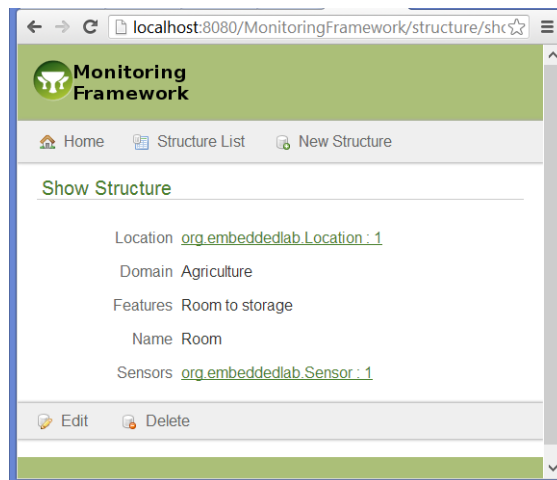 localhost:8080/MonitoringFramework/structure/sho
Monitoring
Framework
Home Structure List New Structure
Show Structure
Location org.embeddedlab.Location : 1
Domain Agriculture
Features Room to storage
Name Room
Sensors org.embeddedlab.Sensor : 1
Edit Delete